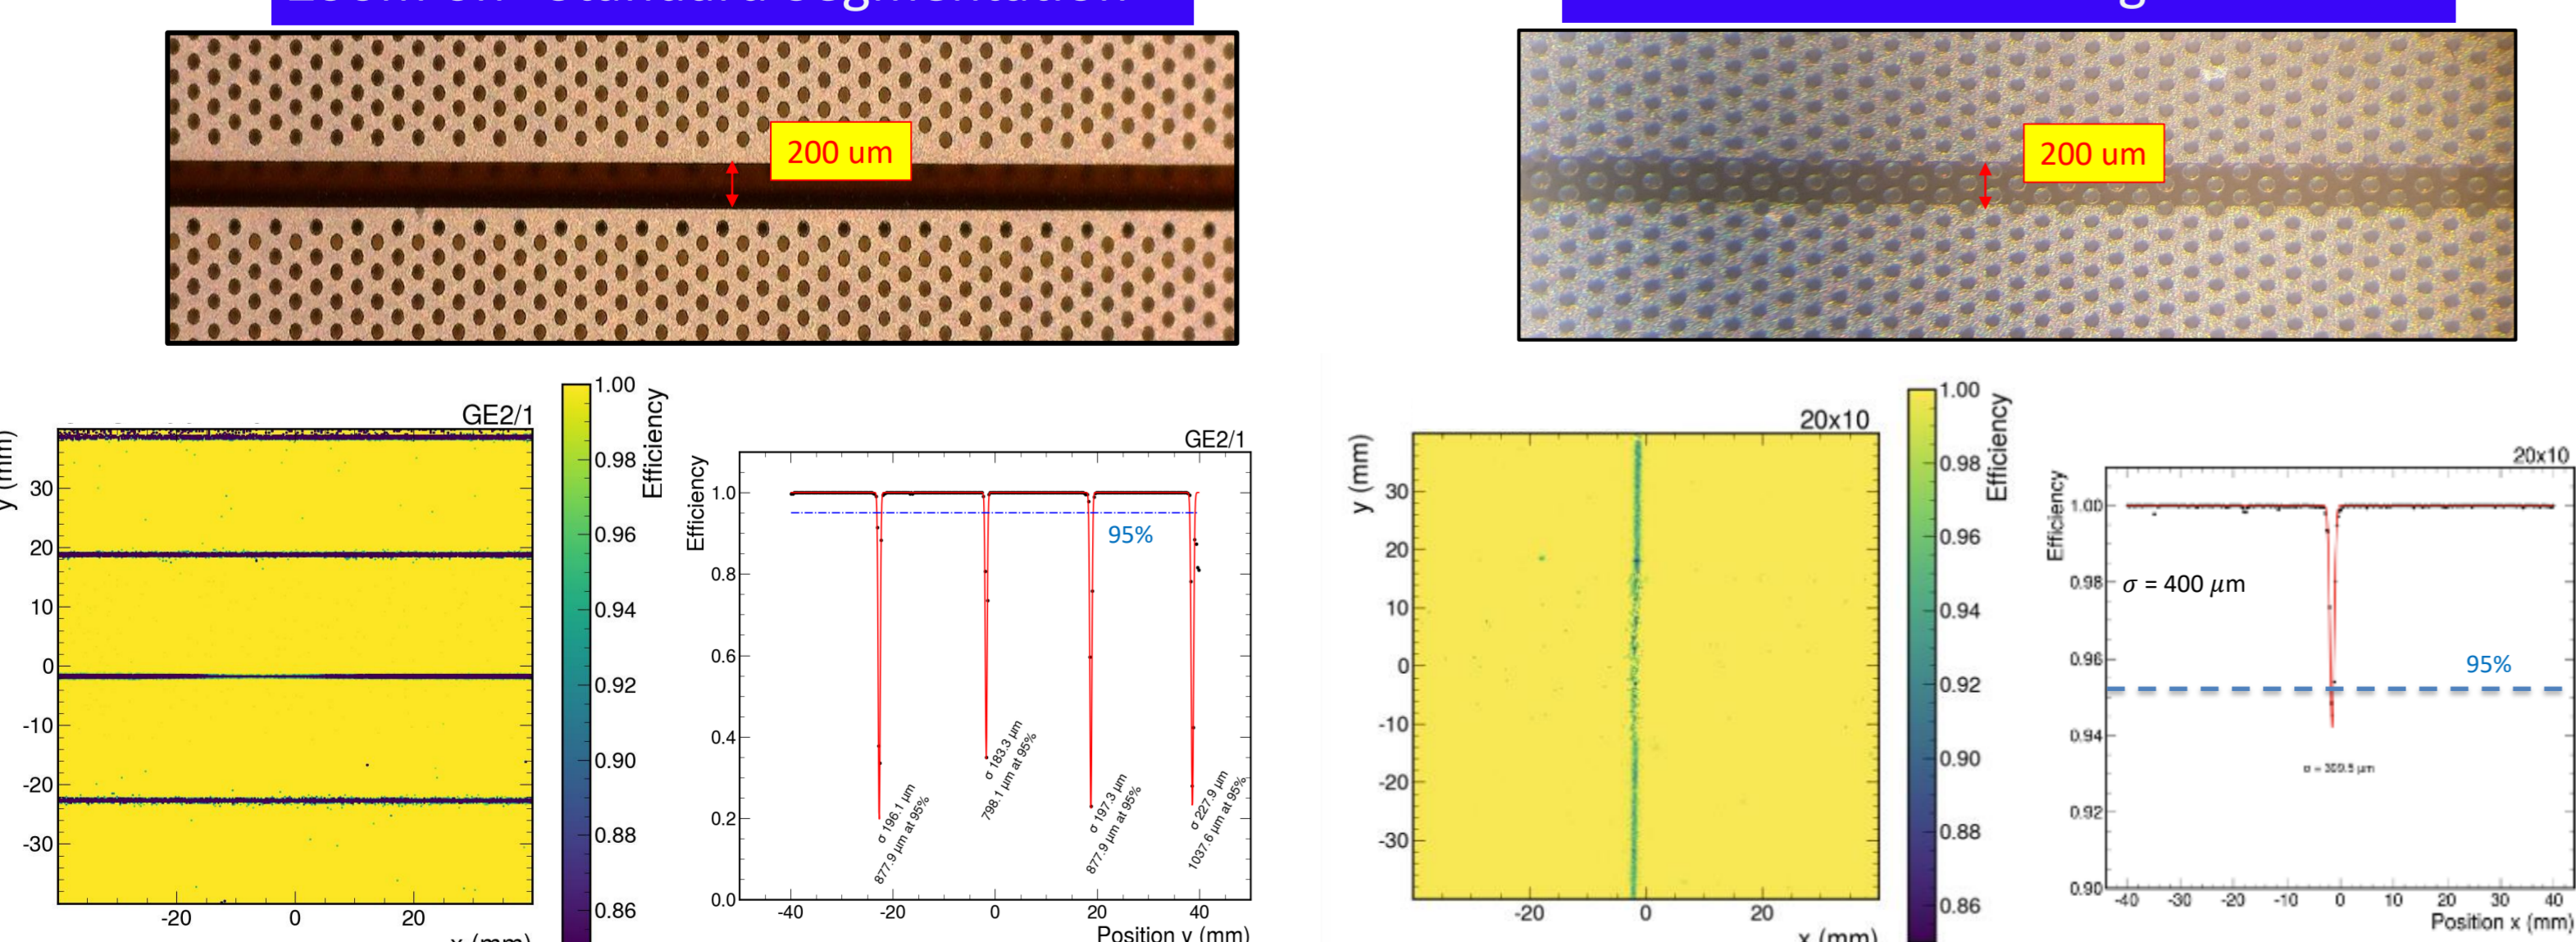 Zoom on "Standard segmentation"
200 um
200 um
GE2/1
1.00
0.98
0.96
0.94
0.92
0.90
0.88
0.86
Efficiency
y (mm)
30
20
10
0
-10
-20
-30
-20
0
20
x (mm)
GE2/1
Efficiency
1.0
0.8
0.6
0.4
0.2
0.0
95%
σ 196.1 µm
877.9 µm at 95%
σ 183.3 µm
798.1 µm at 95%
σ 197.3 µm
877.9 µm at 95%
σ 227.9 µm
1037.6 µm at 95%
-40
-20
0
20
40
Position y (mm)
20x10
1.00
0.98
0.96
0.94
0.92
0.90
0.88
0.86
Efficiency
y (mm)
30
20
10
0
-10
-20
-30
-20
0
20
x (mm)
20x10
Efficiency
1.00
0.98
0.96
0.94
0.92
0.90
σ = 400 µm
95%
-40
-30
-20
-10
0
10
20
30
40
Position x (mm)